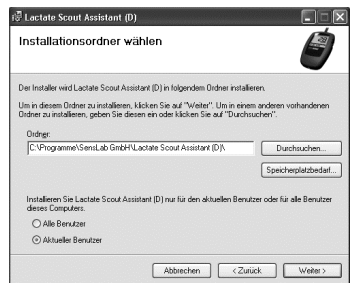 Lactate Scout Assistant (D)
Installationsordner wählen
Der Installer wird Lactate Scout Assistant (D) in folgendem Ordner installieren.
Um in diesem Ordner zu installieren, klicken Sie auf "Weiter". Um in einem anderen vorhandenen
Ordner zu installieren, geben Sie diesen ein oder klicken Sie auf "Durchsuchen".
Ordner:
C:\Programme\SensLab GmbH\Lactate Scout Assistant (D)\
Durchsuchen...
Speicherplatzbedarf...
Installieren Sie Lactate Scout Assistant (D) nur für den aktuellen Benutzer oder für alle Benutzer
dieses Computers.
Alle Benutzer
Aktueller Benutzer
Abbrechen
< Zurück
Weiter >